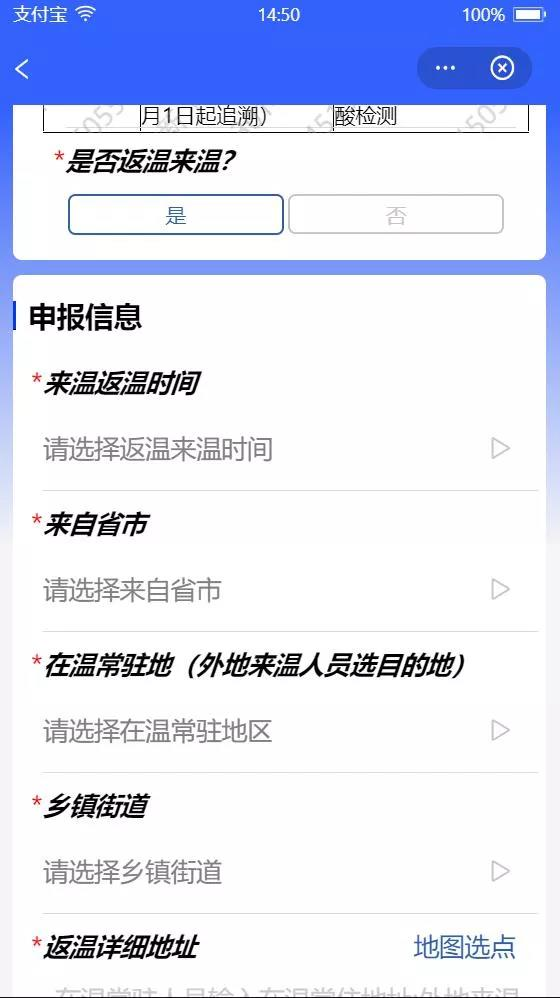 支付宝 14:50 100%
月1日起追溯） 酸检测
*是否返温来温？
是 否
申报信息
*来温返温时间
请选择返温来温时间
*来自省市
请选择来自省市
*在温常驻地（外地来温人员选目的地）
请选择在温常驻地区
*乡镇街道
请选择乡镇街道
*返温详细地址 地图选点